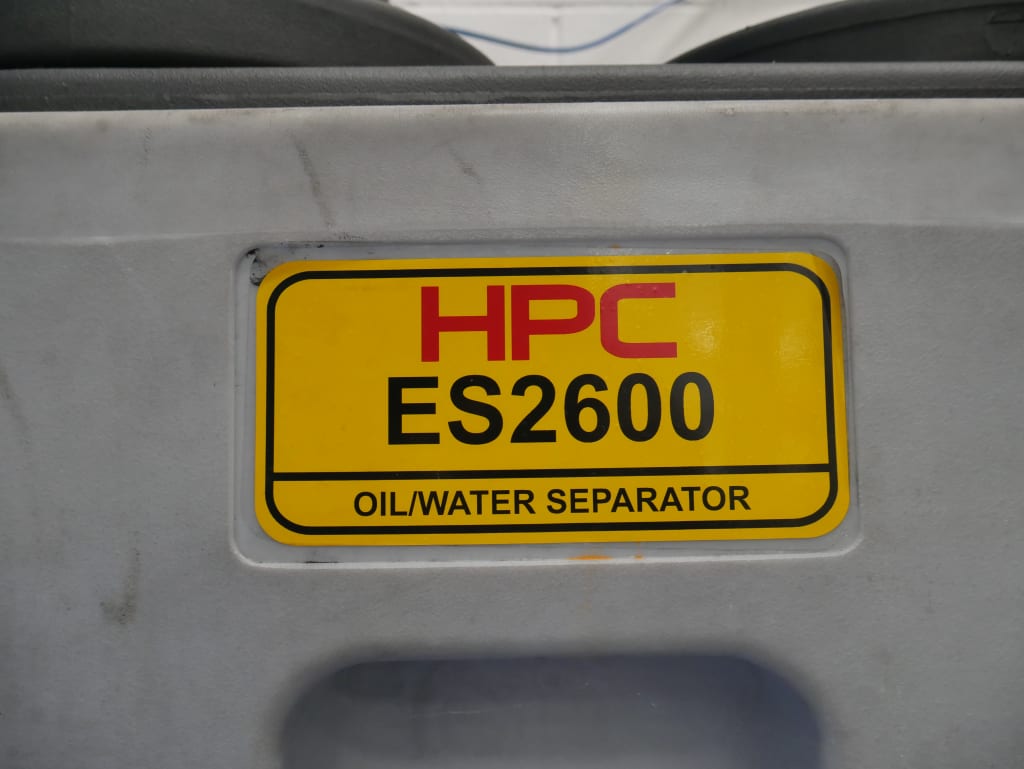 HPC
ES2600
OIL/WATER SEPARATOR